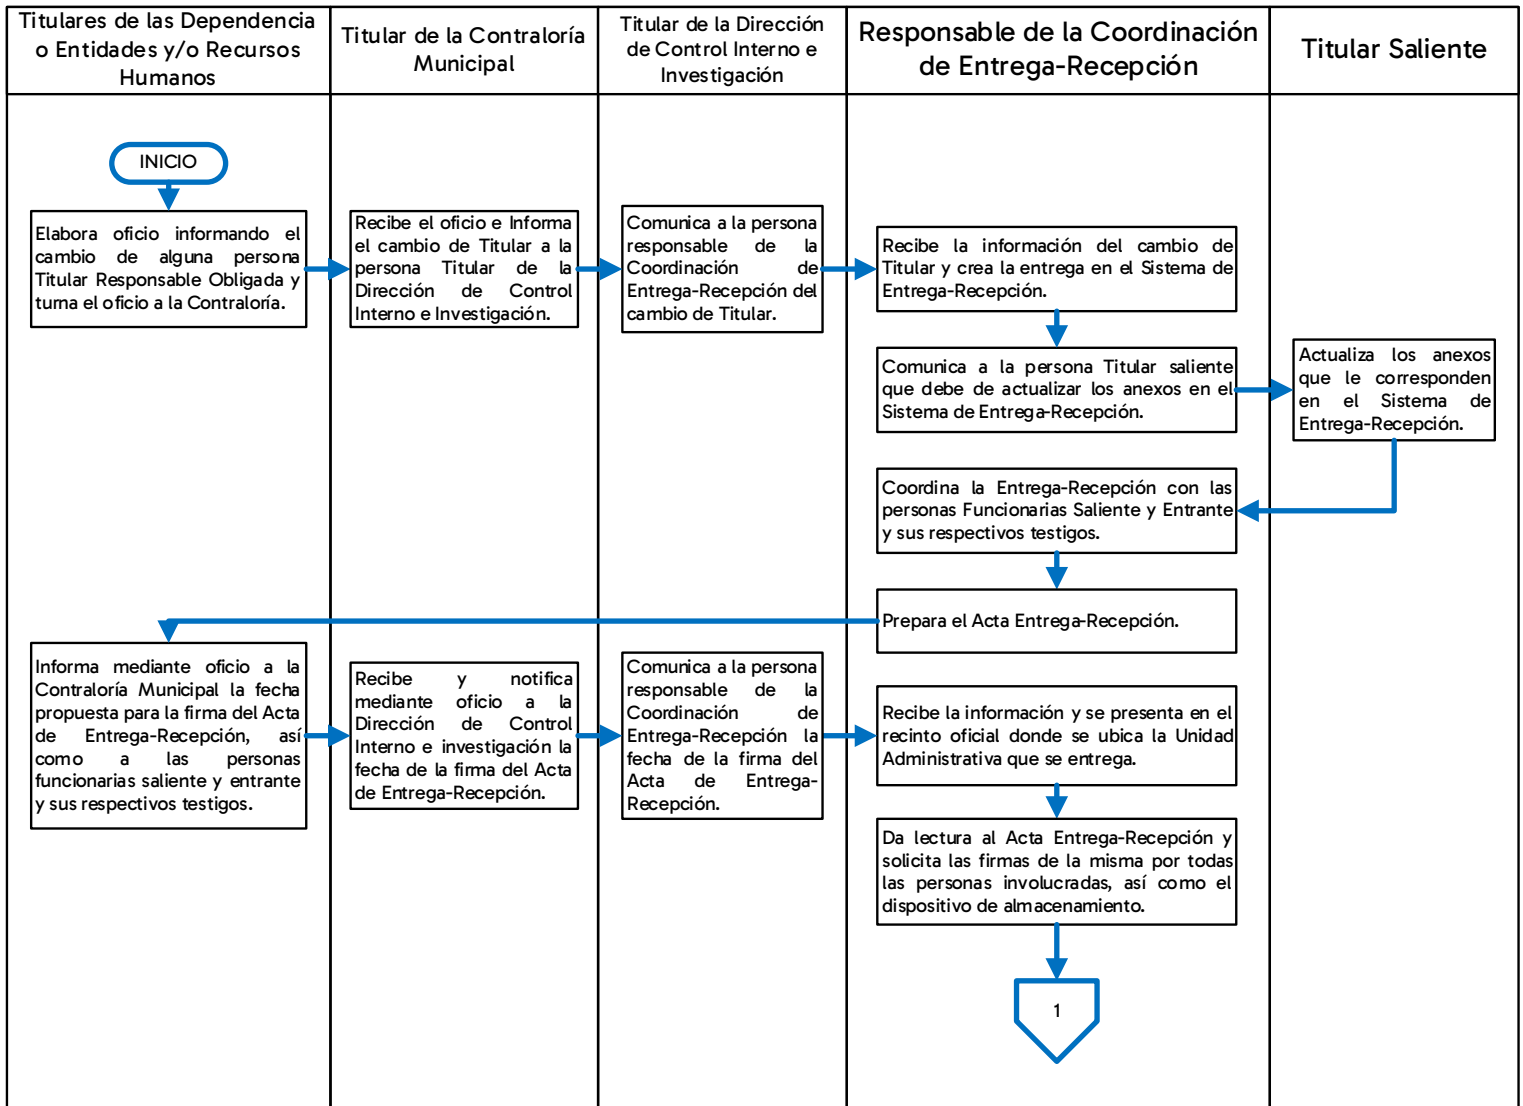 Titulares de las Dependencia
o Entidades y/o Recursos
Humanos
Titular de la Contraloría
Municipal
Titular de la Dirección
de Control Interno e
Investigación
Responsable de la Coordinación
de Entrega-Recepción
Titular Saliente
INICIO
Elabora oficio informando el
cambio de alguna persona
Titular Responsable Obligada y
turna el oficio a la Contraloría.
Recibe el oficio e Informa
el cambio de Titular a la
persona Titular de la
Dirección de Control
Interno e Investigación.
Comunica a la persona
responsable de la
Coordinación de
Entrega-Recepción del
cambio de Titular.
Recibe la información del cambio de
Titular y crea la entrega en el Sistema de
Entrega-Recepción.
Comunica a la persona Titular saliente
que debe de actualizar los anexos en el
Sistema de Entrega-Recepción.
Actualiza los anexos
que le corresponden
en el Sistema de
Entrega-Recepción.
Coordina la Entrega-Recepción con las
personas Funcionarias Saliente y Entrante
y sus respectivos testigos.
Prepara el Acta Entrega-Recepción.
Informa mediante oficio a la
Contraloría Municipal la fecha
propuesta para la firma del Acta
de Entrega-Recepción, así
como a las personas
funcionarias saliente y entrante
y sus respectivos testigos.
Recibe y notifica
mediante oficio a la
Dirección de Control
Interno e investigación la
fecha de la firma del Acta
de Entrega-Recepción.
Comunica a la persona
responsable de la
Coordinación de
Entrega-Recepción la
fecha de la firma del
Acta de Entrega-
Recepción.
Recibe la información y se presenta en el
recinto oficial donde se ubica la Unidad
Administrativa que se entrega.
Da lectura al Acta Entrega-Recepción y
solicita las firmas de la misma por todas
las personas involucradas, así como el
dispositivo de almacenamiento.
1